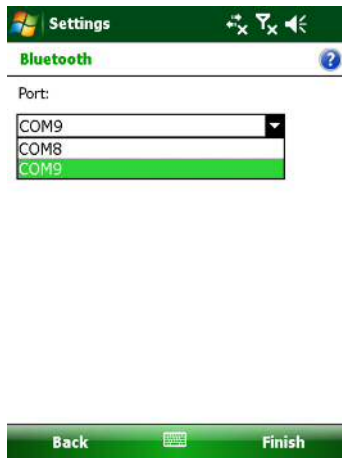 Settings
Bluetooth
?
Port:
COM9
COM8
COM9
Back Finish